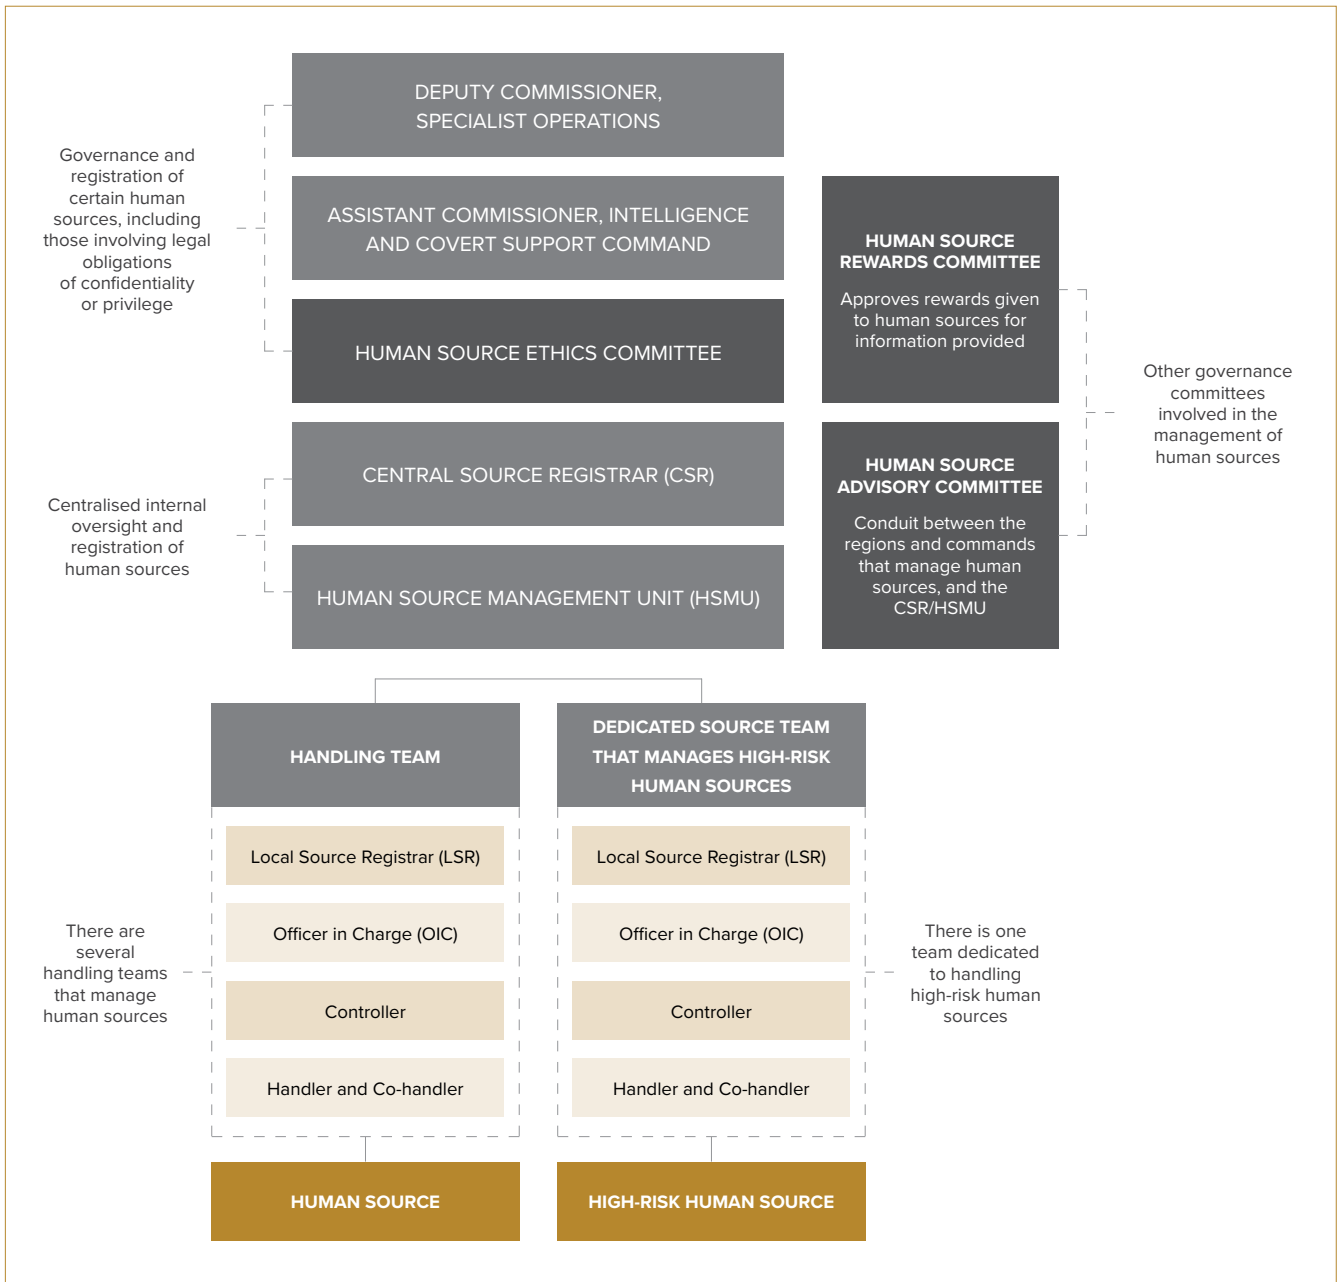 DEPUTY COMMISSIONER,
SPECIALIST OPERATIONS
Governance and
registration of
certain human
sources, including
those involving legal
obligations
of confidentiality
or privilege
ASSISTANT COMMISSIONER, INTELLIGENCE
AND COVERT SUPPORT COMMAND
HUMAN SOURCE ETHICS COMMITTEE
HUMAN SOURCE
REWARDS COMMITTEE
Approves rewards given
to human sources for
information provided
Other governance
committees
involved in the
management of
human sources
CENTRAL SOURCE REGISTRAR (CSR)
Centralised internal
oversight and
registration of
human sources
HUMAN SOURCE MANAGEMENT UNIT (HSMU)
HUMAN SOURCE
ADVISORY COMMITTEE
Conduit between the
regions and commands
that manage human
sources, and the
CSR/HSMU
HANDLING TEAM
DEDICATED SOURCE TEAM
THAT MANAGES HIGH-RISK
HUMAN SOURCES
Local Source Registrar (LSR)
Local Source Registrar (LSR)
Officer in Charge (OIC)
Officer in Charge (OIC)
There are
several
handling teams
that manage
human sources
There is one
team dedicated
to handling
high-risk human
sources
Controller
Controller
Handler and Co-handler
Handler and Co-handler
HUMAN SOURCE
HIGH-RISK HUMAN SOURCE